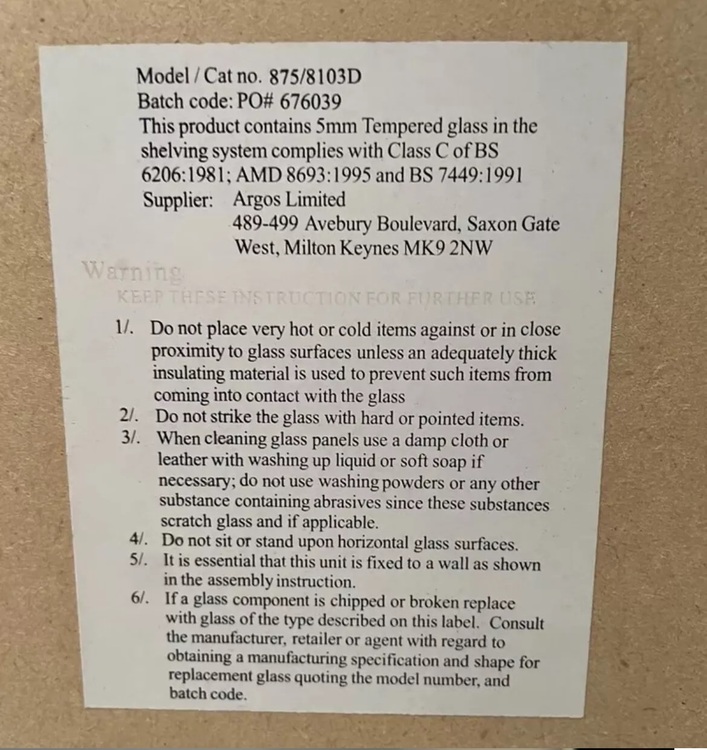 Model / Cat no. 875/8103D
Batch code: PO# 676039
This product contains 5mm Tempered glass in the
shelving system complies with Class C of BS
6206:1981; AMD 8693:1995 and BS 7449:1991
Supplier: Argos Limited
489-499 Avebury Boulevard, Saxon Gate
West, Milton Keynes MK9 2NW
Warning
KEEP THESE INSTRUCTION FOR FURTHER USE
1/. Do not place very hot or cold items against or in close
proximity to glass surfaces unless an adequately thick
insulating material is used to prevent such items from
coming into contact with the glass
2/. Do not strike the glass with hard or pointed items.
3/. When cleaning glass panels use a damp cloth or
leather with washing up liquid or soft soap if
necessary; do not use washing powders or any other
substance containing abrasives since these substances
scratch glass and if applicable.
4/. Do not sit or stand upon horizontal glass surfaces.
5/. It is essential that this unit is fixed to a wall as shown
in the assembly instruction.
6/. If a glass component is chipped or broken replace
with glass of the type described on this label. Consult
the manufacturer, retailer or agent with regard to
obtaining a manufacturing specification and shape for
replacement glass quoting the model number, and
batch code.